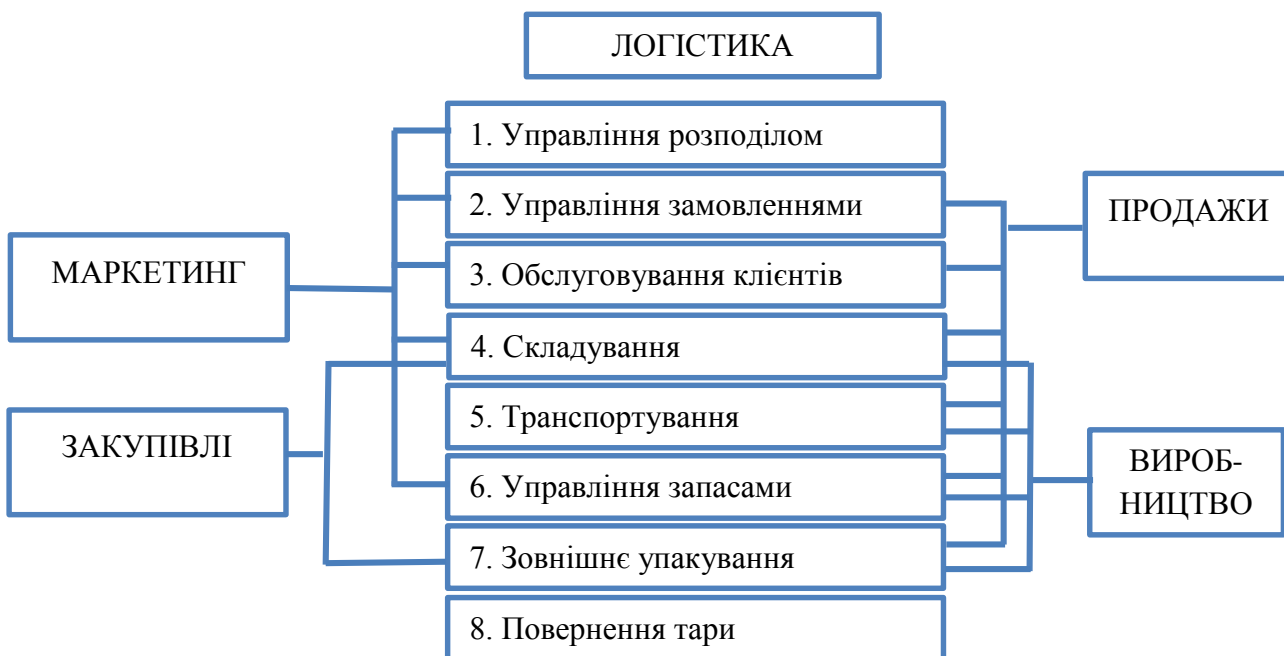 ЛОГІСТИКА
1. Управління розподілом
2. Управління замовленнями
3. Обслуговування клієнтів
4. Складування
5. Транспортування
6. Управління запасами
7. Зовнішнє упакування
8. Повернення тари
МАРКЕТИНГ
ЗАКУПІВЛІ
ПРОДАЖИ
ВИРОБ-
НИЦТВО